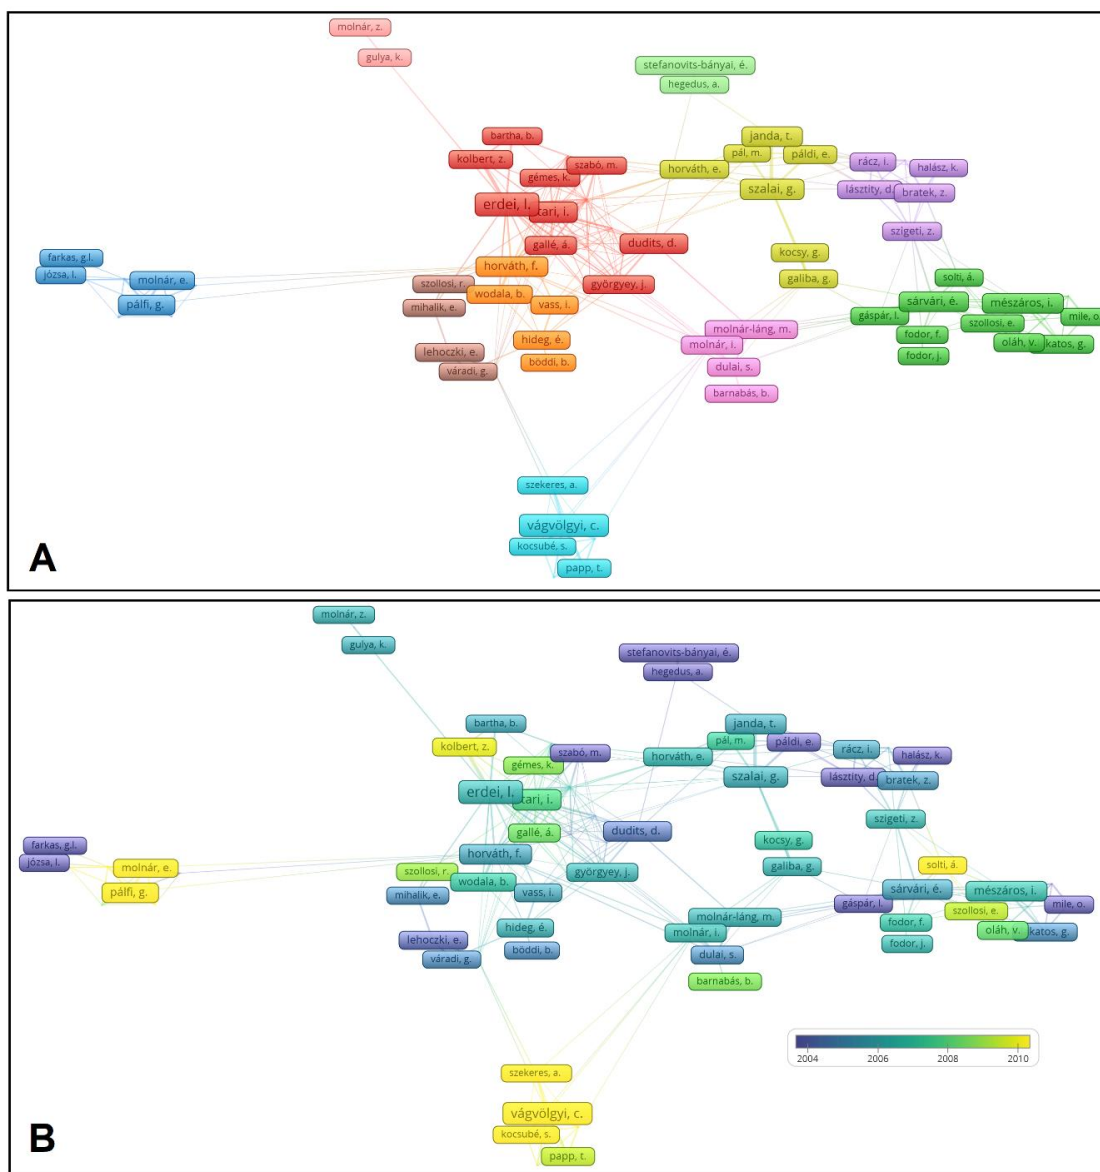 molnár, z.
gulya, k.
stefanovits-bányai, é.
hegedus, a.
bartha, b.
janda, t.
kolbert, z.
szabó, m.
pál, m.
páldi, e.
rácz, i.
halász, k.
gémes, k.
horváth, e.
szalai, g.
lásztity, d.
bratek, z.
erdei, l.
tari, i.
gallé, á.
dudits, d.
szigeti, z.
farkas, g.l.
józsa, l.
molnár, e.
pálfi, g.
horváth, f.
kocsy, g.
galiba, g.
solti, á.
szollosi, r.
györgyey, j.
wodala, b.
vass, i.
mihalik, e.
sárvári, é.
mészáros, i.
gáspár, l.
szollosi, e.
mile, o.
molnár-láng, m.
fodor, f.
hideg, é.
molnár, i.
oláh, v.
katos, g.
lehoczki, e.
böddi, b.
fodor, j.
váradi, g.
dulai, s.
barnabás, b.
szekeres, a.
vágvölgyi, c.
kocsubé, s.
papp, t.
A
molnár, z.
gulya, k.
stefanovits-bányai, é.
hegedus, a.
bartha, b.
janda, t.
kolbert, z.
szabó, m.
pál, m.
páldi, e.
rácz, i.
halász, k.
gémes, k.
horváth, e.
szalai, g.
lásztity, d.
bratek, z.
erdei, l.
tari, i.
gallé, á.
dudits, d.
szigeti, z.
farkas, g.l.
józsa, l.
molnár, e.
pálfi, g.
horváth, f.
kocsy, g.
galiba, g.
solti, á.
szollosi, r.
györgyey, j.
wodala, b.
vass, i.
mihalik, e.
sárvári, é.
mészáros, i.
gáspár, l.
szollosi, e.
mile, o.
molnár-láng, m.
fodor, f.
hideg, é.
molnár, i.
oláh, v.
katos, g.
lehoczki, e.
böddi, b.
fodor, j.
váradi, g.
dulai, s.
barnabás, b.
2004 2006 2008 2010
szekeres, a.
vágvölgyi, c.
kocsubé, s.
papp, t.
B